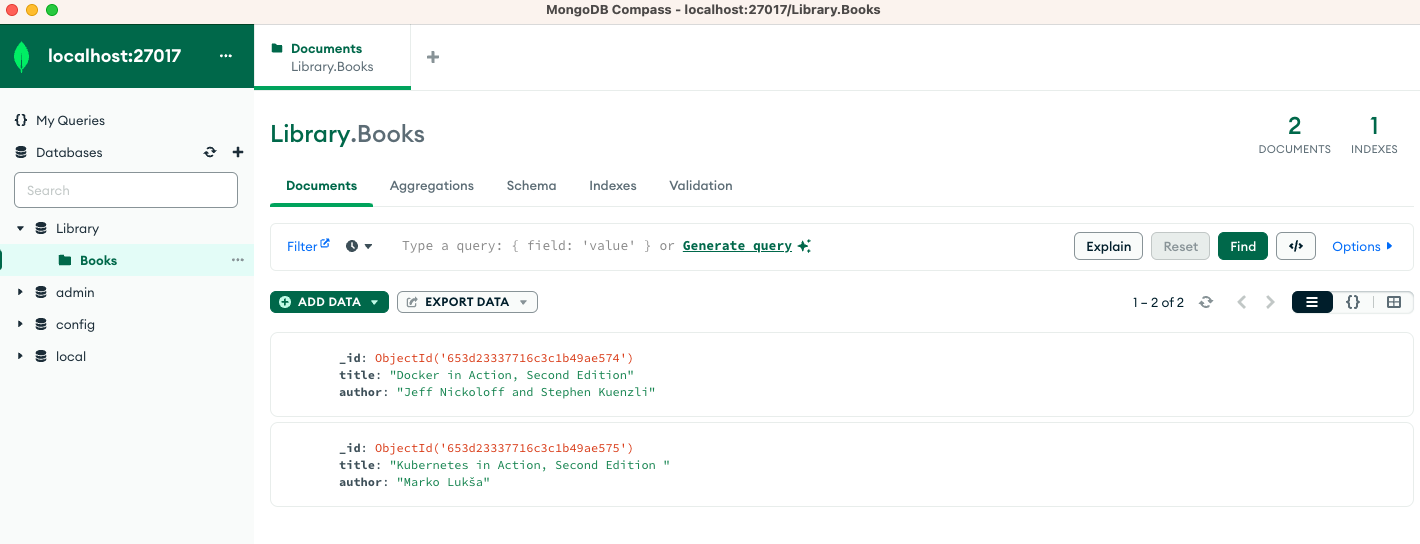 MongoDB Compass - localhost:27017/Library.Books
localhost:27017
...
Documents
Library.Books
+
{} My Queries
Databases
Search
Library
Books
...
admin
config
local
Library.Books
2
DOCUMENTS
1
INDEXES
Documents Aggregations Schema Indexes Validation
Filter Type a query: { field: 'value' } or Generate query Explain Reset Find </> Options
ADD DATA EXPORT DATA 1 – 2 of 2 {}
_id: ObjectId('653d23337716c3c1b49ae574')
title: "Docker in Action, Second Edition"
author: "Jeff Nickoloff and Stephen Kuenzli"
_id: ObjectId('653d23337716c3c1b49ae575')
title: "Kubernetes in Action, Second Edition "
author: "Marko Lukša"